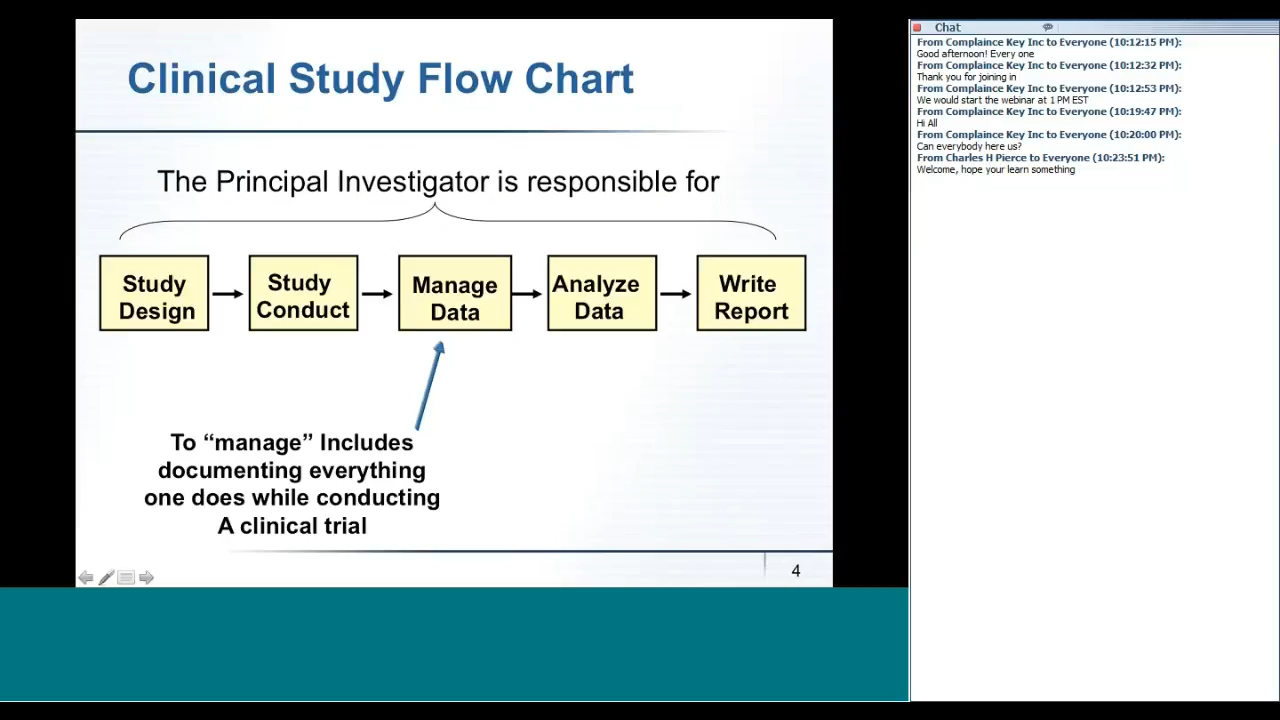 Clinical Study Flow Chart
The Principal Investigator is responsible for
Study
Design
Study
Conduct
Manage
Data
Analyze
Data
Write
Report
To “manage” Includes
documenting everything
one does while conducting
A clinical trial
4
Chat
From Complaince Key Inc to Everyone (10:12:15 PM):
Good afternoon! Every one
From Complaince Key Inc to Everyone (10:12:32 PM):
Thank you for joining in
From Complaince Key Inc to Everyone (10:12:53 PM):
We would start the webinar at 1 PM EST
From Complaince Key Inc to Everyone (10:19:47 PM):
Hi All
From Complaince Key Inc to Everyone (10:20:00 PM):
Can everybody here us?
From Charles H Pierce to Everyone (10:23:51 PM):
Welcome, hope your learn something